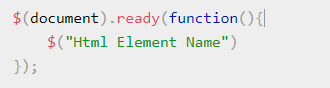 $(document).ready(function(){
    $("Html Element Name")
});